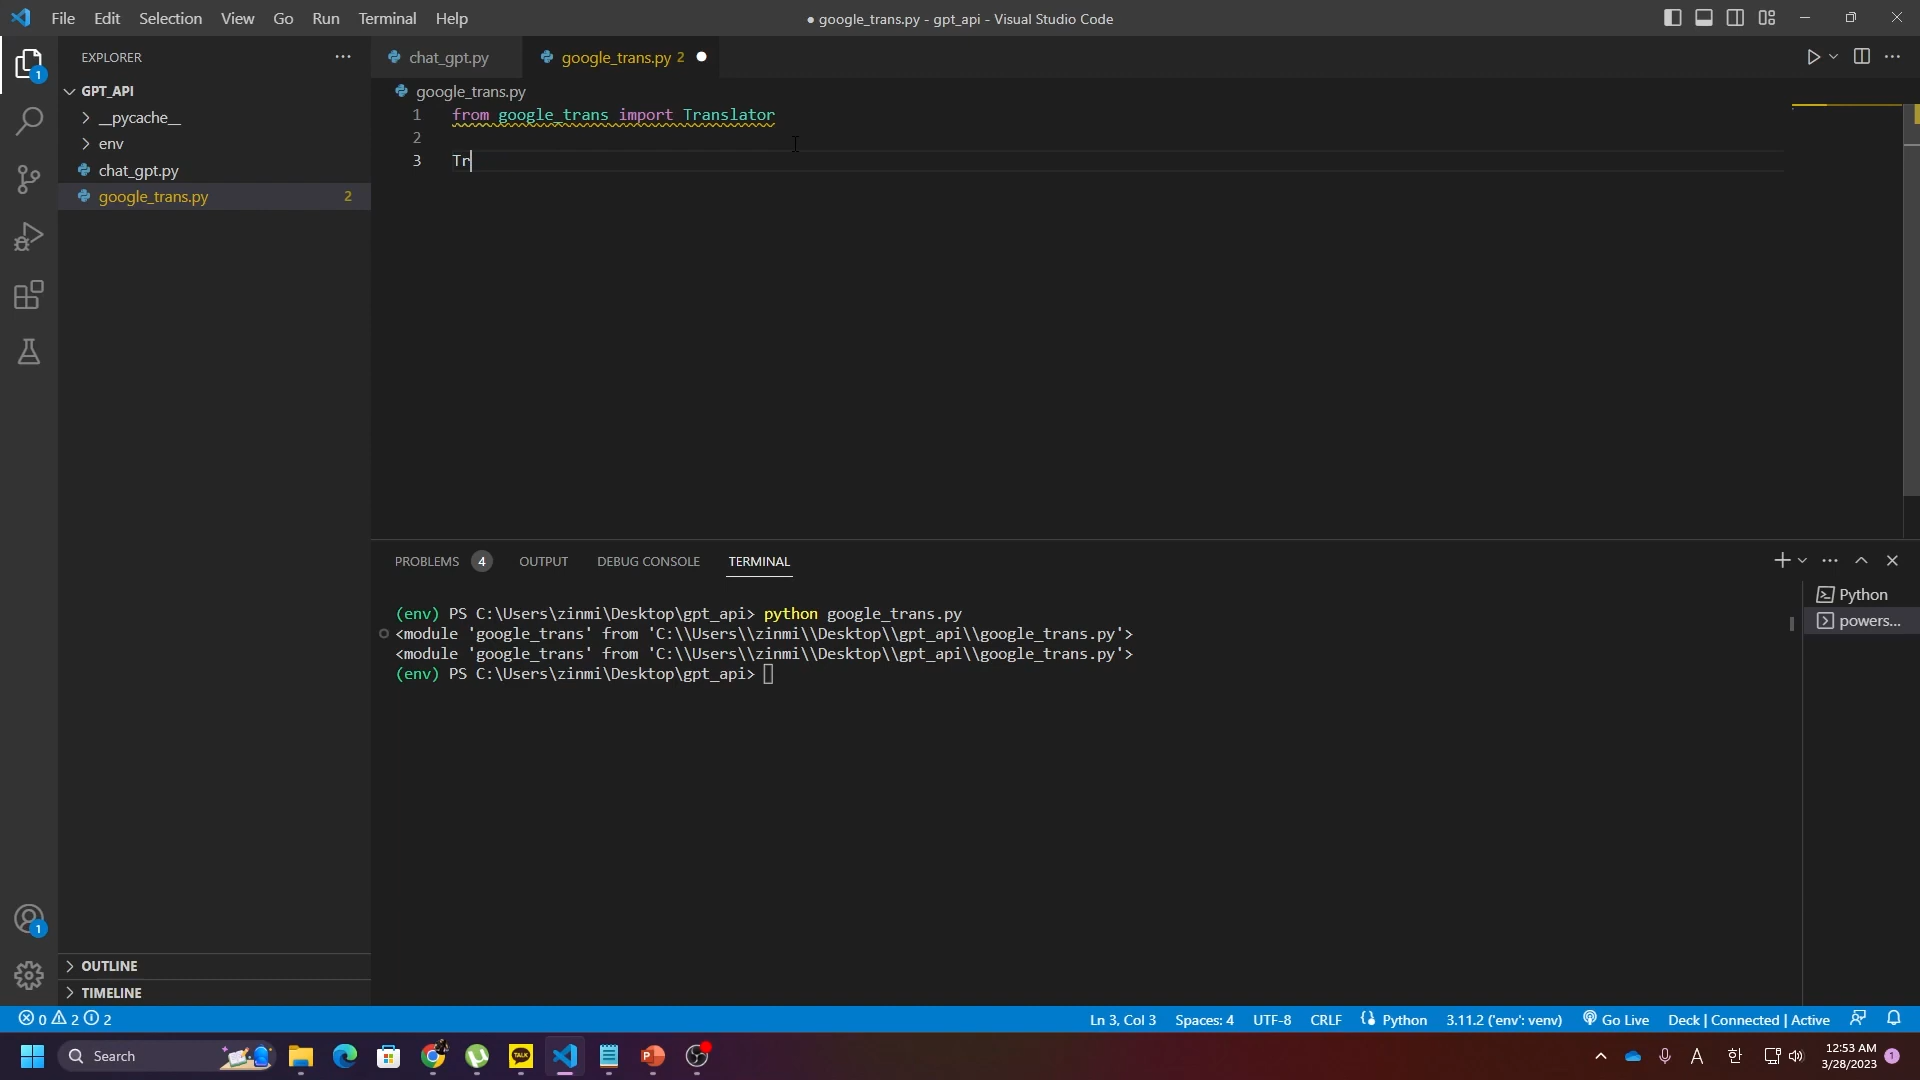 File Edit Selection View Go Run Terminal Help
● google_trans.py - gpt_api - Visual Studio Code
EXPLORER
chat_gpt.py
google_trans.py 2
GPT_API
__pycache__
env
chat_gpt.py
google_trans.py 2
1
google_trans.py
1 from google_trans import Translator
2
3 Tr
PROBLEMS 4 OUTPUT DEBUG CONSOLE TERMINAL
(env) PS C:\Users\zinmi\Desktop\gpt_api> python google_trans.py
<module 'google_trans' from 'C:\\Users\\zinmi\\Desktop\\gpt_api\\google_trans.py'>
<module 'google_trans' from 'C:\\Users\\zinmi\\Desktop\\gpt_api\\google_trans.py'>
(env) PS C:\Users\zinmi\Desktop\gpt_api>
Python
powers...
1
OUTLINE
TIMELINE
0 2 2
Ln 3, Col 3 Spaces: 4 UTF-8 CRLF Python 3.11.2 ('env': venv) Go Live Deck | Connected | Active
Search
TALK
P
A
한
12:53 AM
3/28/2023
1